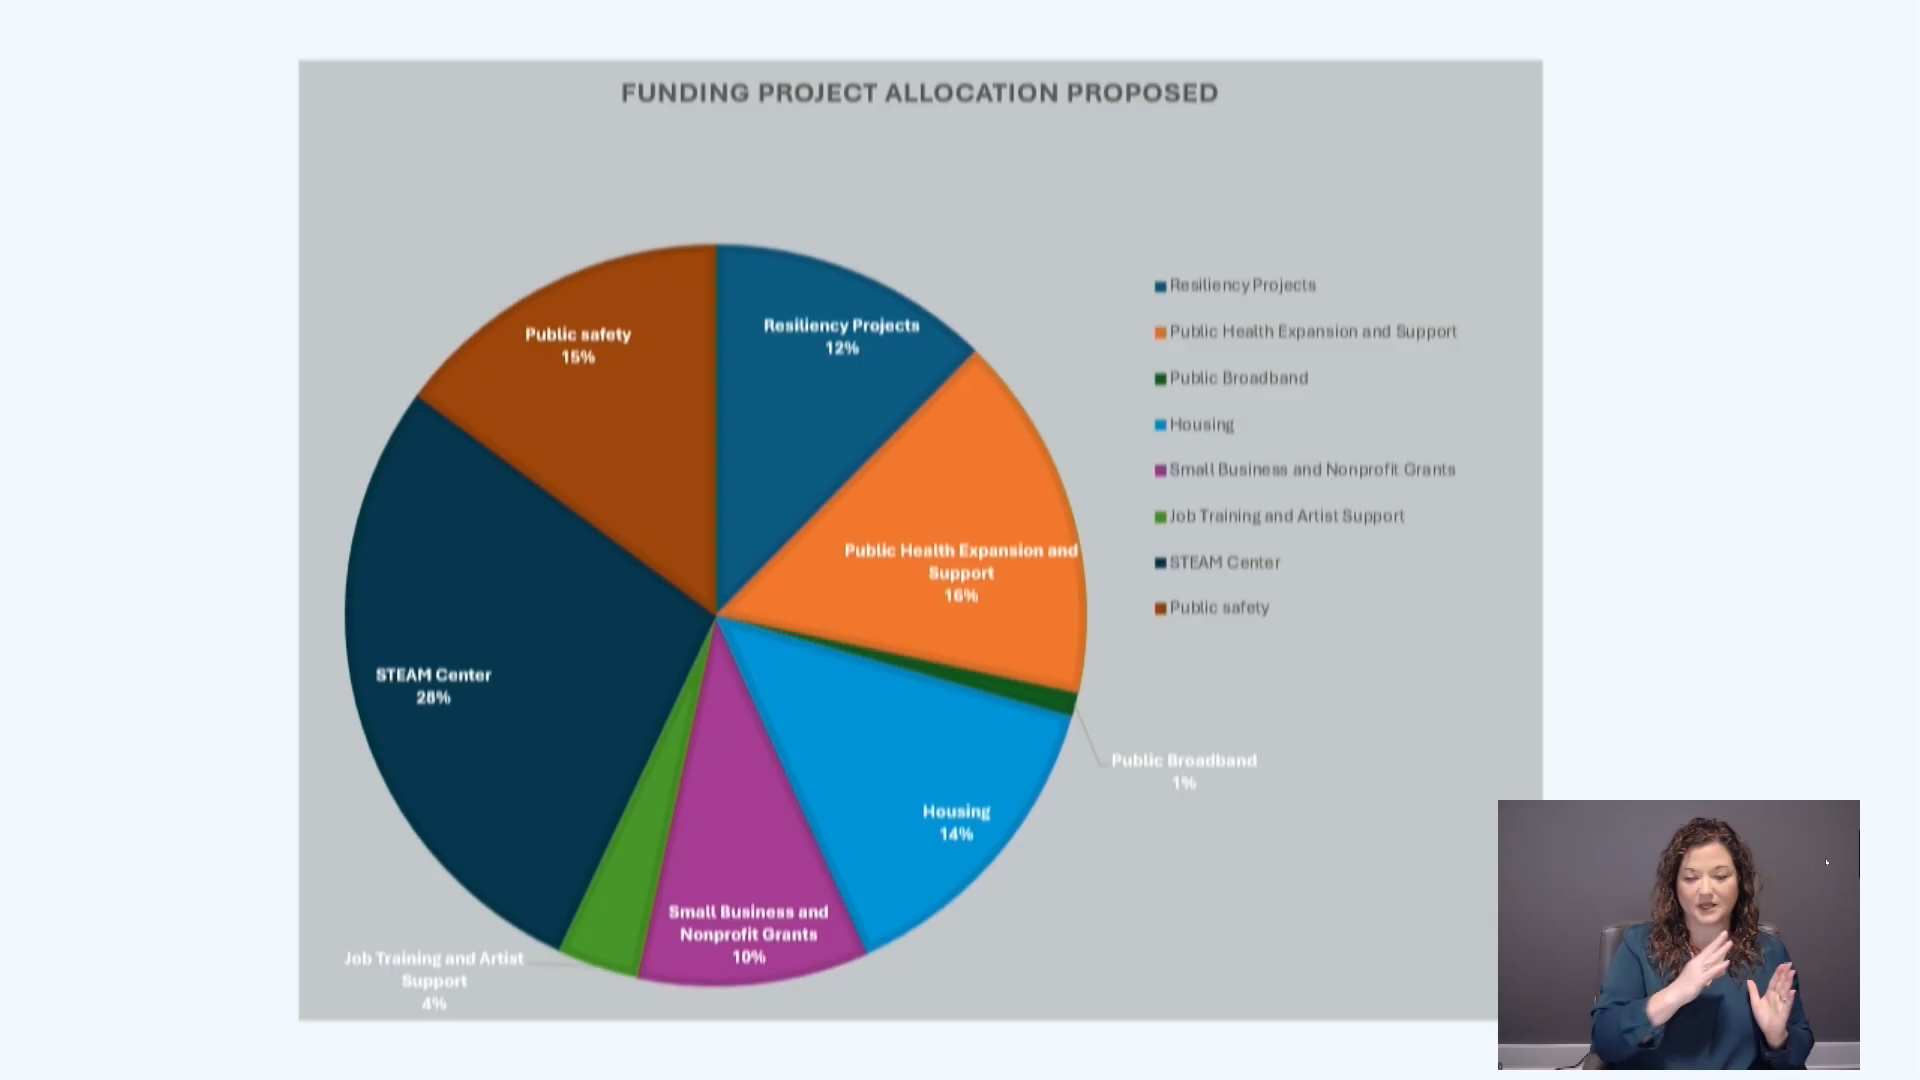 FUNDING PROJECT ALLOCATION PROPOSED
Public safety
15%
Resiliency Projects
12%
Public Health Expansion and
Support
16%
STEAM Center
28%
Public Broadband
1%
Housing
14%
Small Business and
Nonprofit Grants
10%
Job Training and Artist
Support
4%
Resiliency Projects
Public Health Expansion and Support
Public Broadband
Housing
Small Business and Nonprofit Grants
Job Training and Artist Support
STEAM Center
Public safety